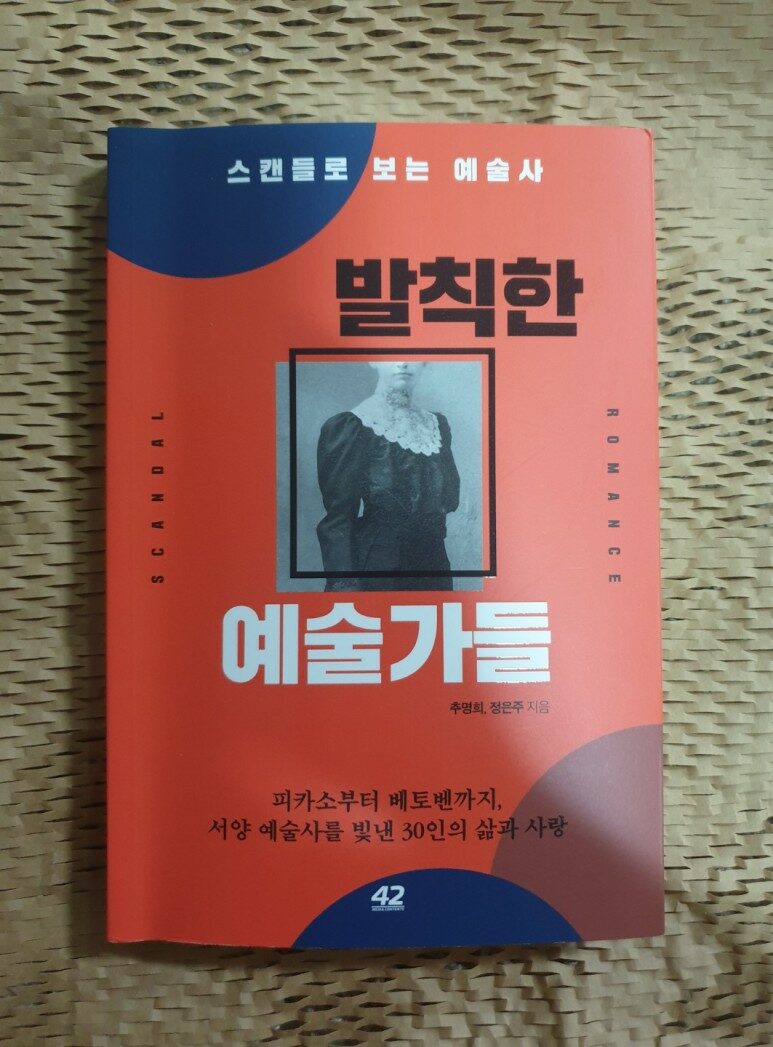 스캔들로 보는 예술사
발칙한
SCANDAL
ROMANCE
예술가들
추명희, 정은주 지음
피카소부터 베토벤까지,
서양 예술사를 빛낸 30인의 삶과 사랑
42
MEDIA CONTENTS